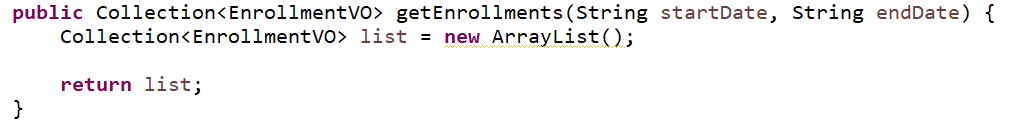 public Collection<EnrollmentVO> getEnrollments(String startDate, String endDate) {
    Collection<EnrollmentVO> list = new ArrayList();

    return list;
}